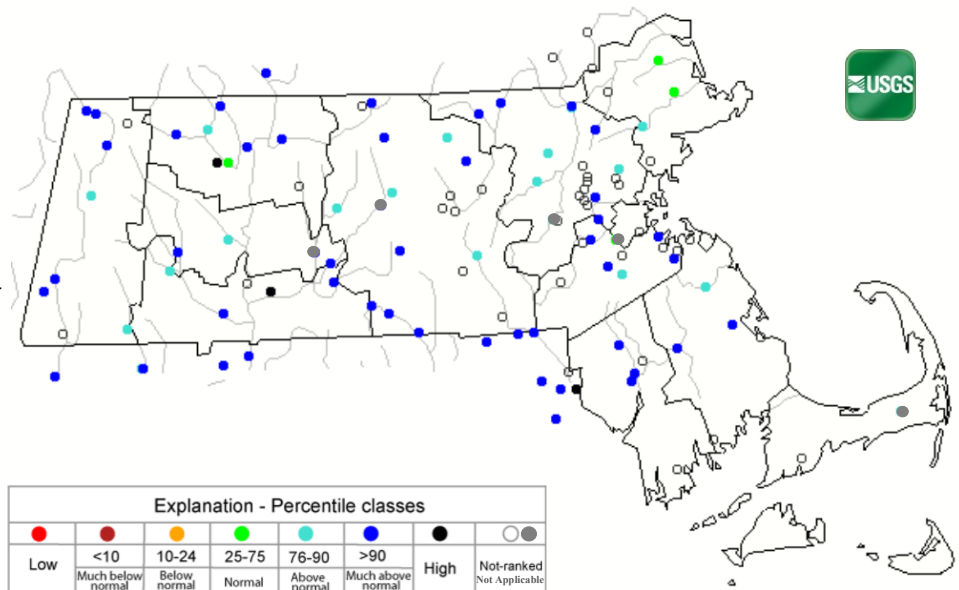 USGS
Explanation - Percentile classes
Low <10 10-24 25-75 76-90 >90 High Not-ranked
Much below normal Below normal Normal Above normal Much above normal Not Applicable